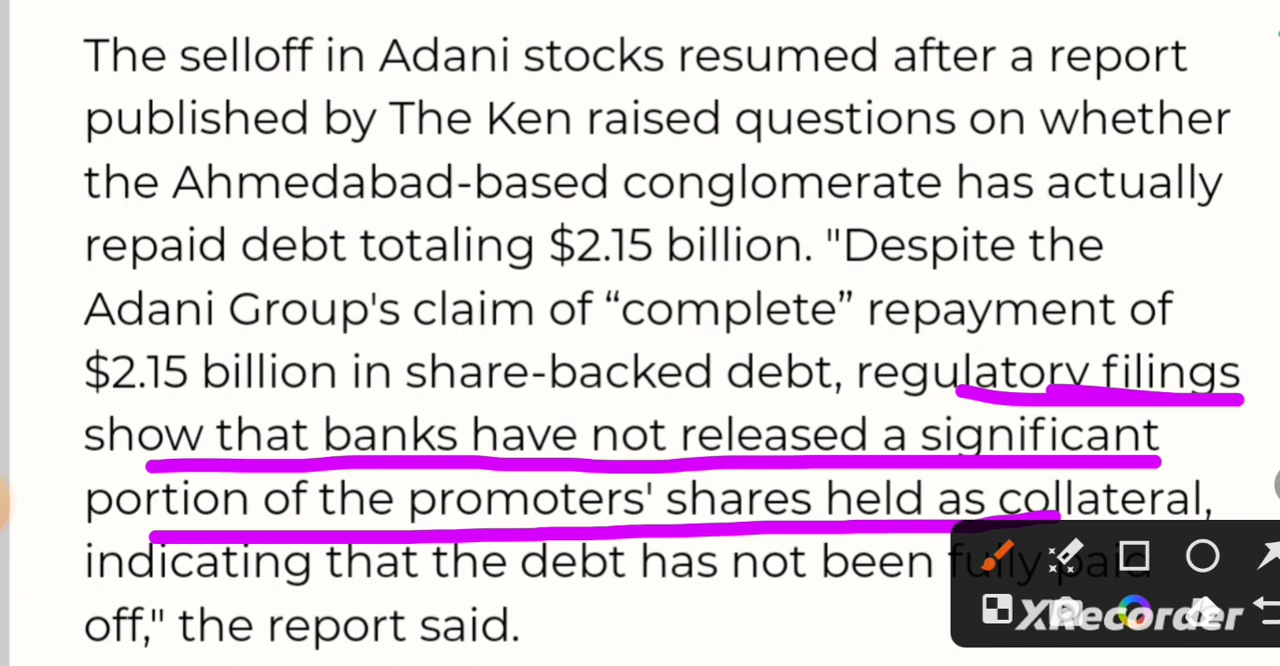 The selloff in Adani stocks resumed after a report
published by The Ken raised questions on whether
the Ahmedabad-based conglomerate has actually
repaid debt totaling $2.15 billion. "Despite the
Adani Group's claim of “complete” repayment of
$2.15 billion in share-backed debt, regulatory filings
show that banks have not released a significant
portion of the promoters' shares held as collateral,
indicating that the debt has not been fully paid
off," the report said.
XRecorder